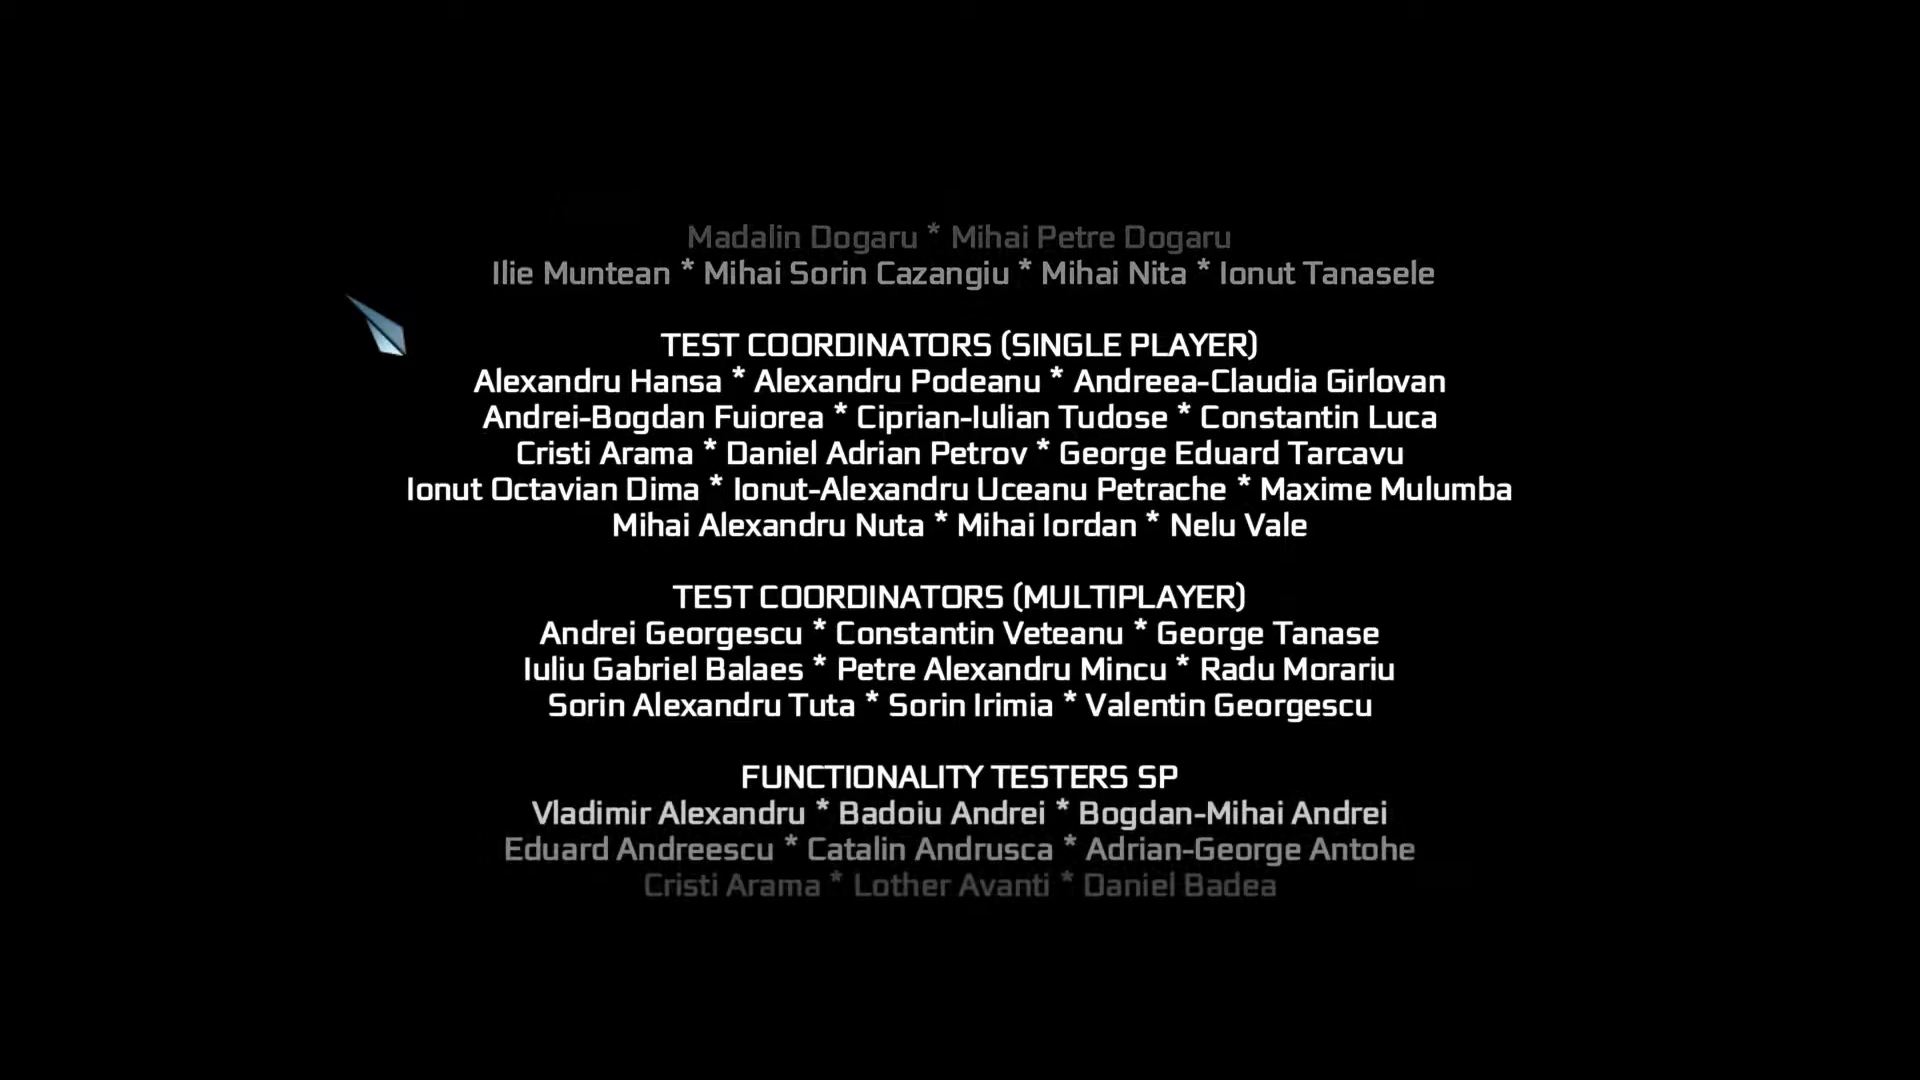 Madalin Dogaru * Mihai Petre Dogaru
Ilie Muntean * Mihai Sorin Cazangiu * Mihai Nita * Ionut Tanasele
TEST COORDINATORS (SINGLE PLAYER)
Alexandru Hansa * Alexandru Podeanu * Andreea-Claudia Girlovan
Andrei-Bogdan Fuiorea * Ciprian-Iulian Tudose * Constantin Luca
Cristi Arama * Daniel Adrian Petrov * George Eduard Tarcavu
Ionut Octavian Dima * Ionut-Alexandru Uceanu Petrache * Maxime Mulumba
Mihai Alexandru Nuta * Mihai Iordan * Nelu Vale
TEST COORDINATORS (MULTIPLAYER)
Andrei Georgescu * Constantin Veteanu * George Tanase
Iuliu Gabriel Balaes * Petre Alexandru Mincu * Radu Morariu
Sorin Alexandru Tuta * Sorin Irimia * Valentin Georgescu
FUNCTIONALITY TESTERS SP
Vladimir Alexandru * Badoiu Andrei * Bogdan-Mihai Andrei
Eduard Andreescu * Catalin Andrusca * Adrian-George Antohe
Cristi Arama * Lother Avanti * Daniel Badea